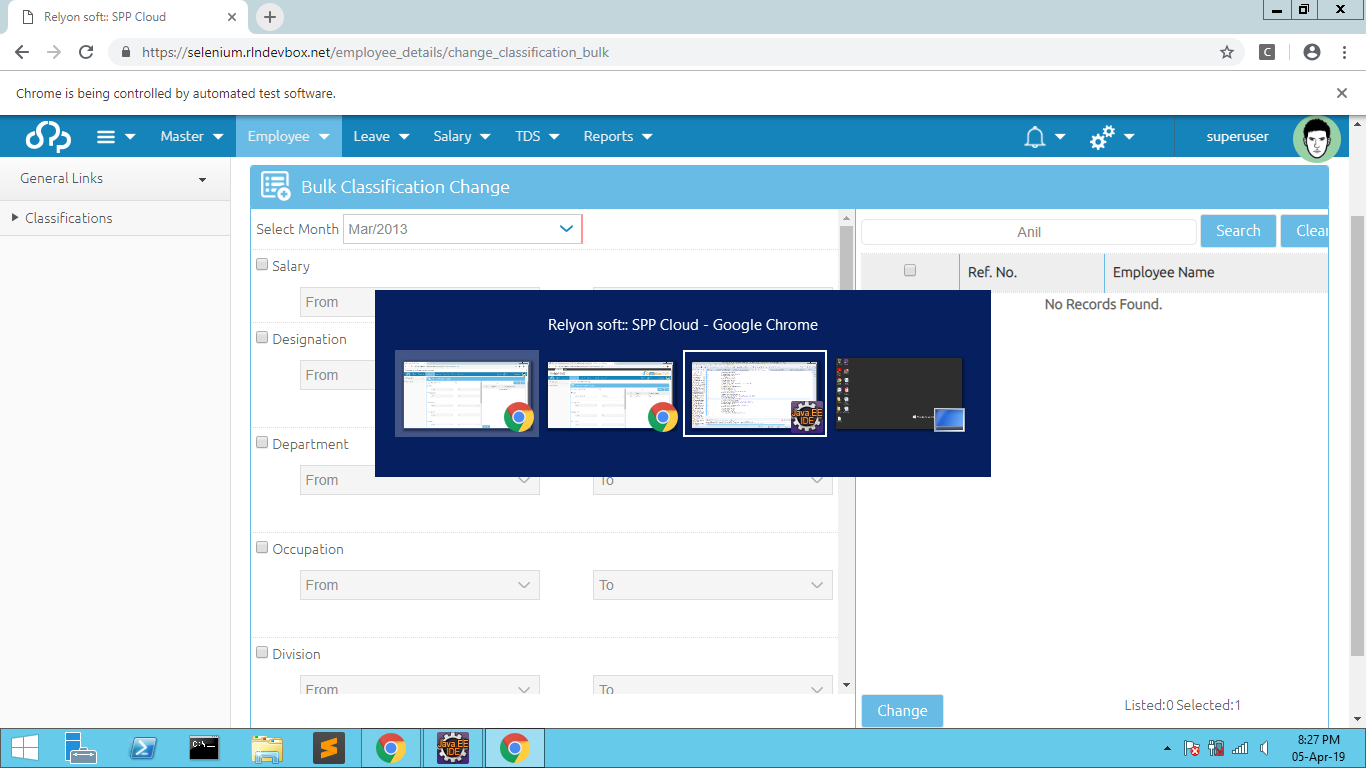 Relyon soft:: SPP Cloud
https://selenium.rlndevbox.net/employee_details/change_classification_bulk
C
Chrome is being controlled by automated test software.
Master Employee Leave Salary TDS Reports superuser
General Links
Classifications
Bulk Classification Change
Select Month Mar/2013
Anil Search Clear
Salary
Ref. No. Employee Name
From
No Records Found.
Relyon soft:: SPP Cloud - Google Chrome
Designation
From
Java EE
IDE
Department
From To
Occupation
From To
Division
From To
Change
Listed:0 Selected:1
C:\_
Java EE
IDE
8:27 PM
05-Apr-19